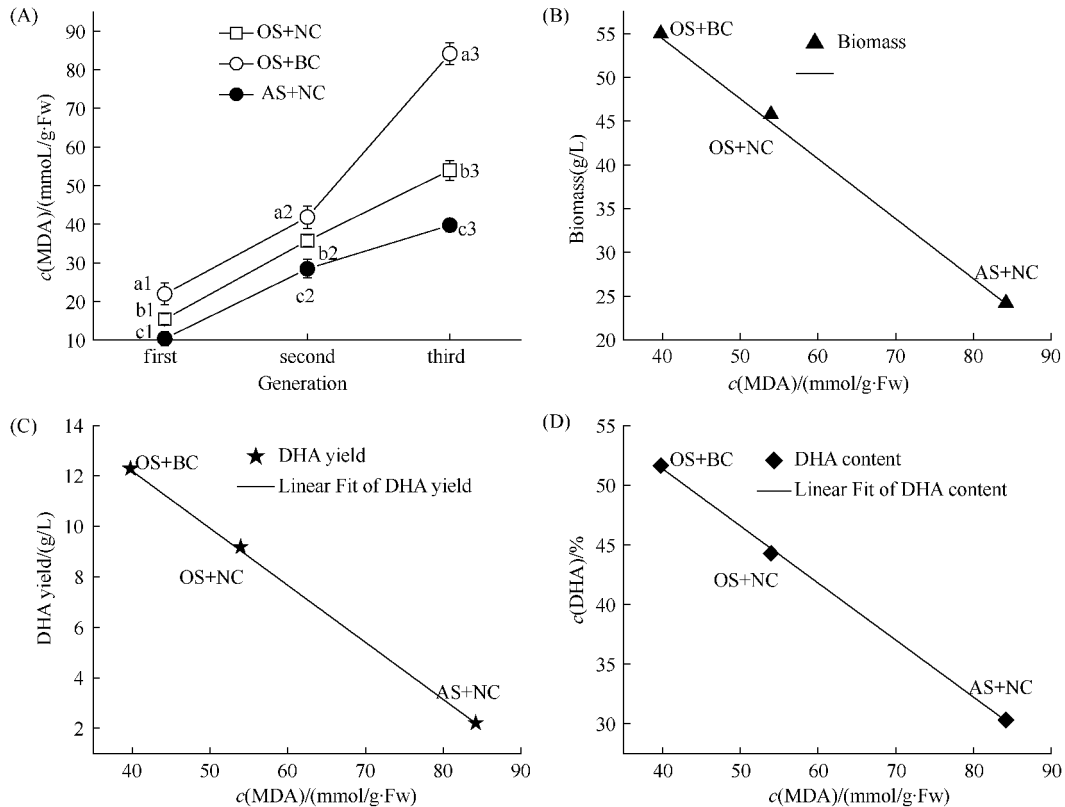 (A)
c(MDA)/(mmoL/g·Fw)
90
80
70
60
50
40
30
20
10
OS+NC
OS+BC
AS+NC
a1
b1
c1
a2
b2
c2
a3
b3
c3
first second third
Generation
(B)
Biomass(g/L)
55
50
45
40
35
30
25
20
OS+BC
Biomass
OS+NC
AS+NC
40 50 60 70 80 90
c(MDA)/(mmol/g·Fw)
(C)
DHA yield/(g/L)
14
12
10
8
6
4
2
OS+BC
DHA yield
Linear Fit of DHA yield
OS+NC
AS+NC
40 50 60 70 80 90
c(MDA)/(mmol/g·Fw)
(D)
c(DHA)/%
55
50
45
40
35
30
OS+BC
DHA content
Linear Fit of DHA content
OS+NC
AS+NC
40 50 60 70 80 90
c(MDA)/(mmol/g·Fw)